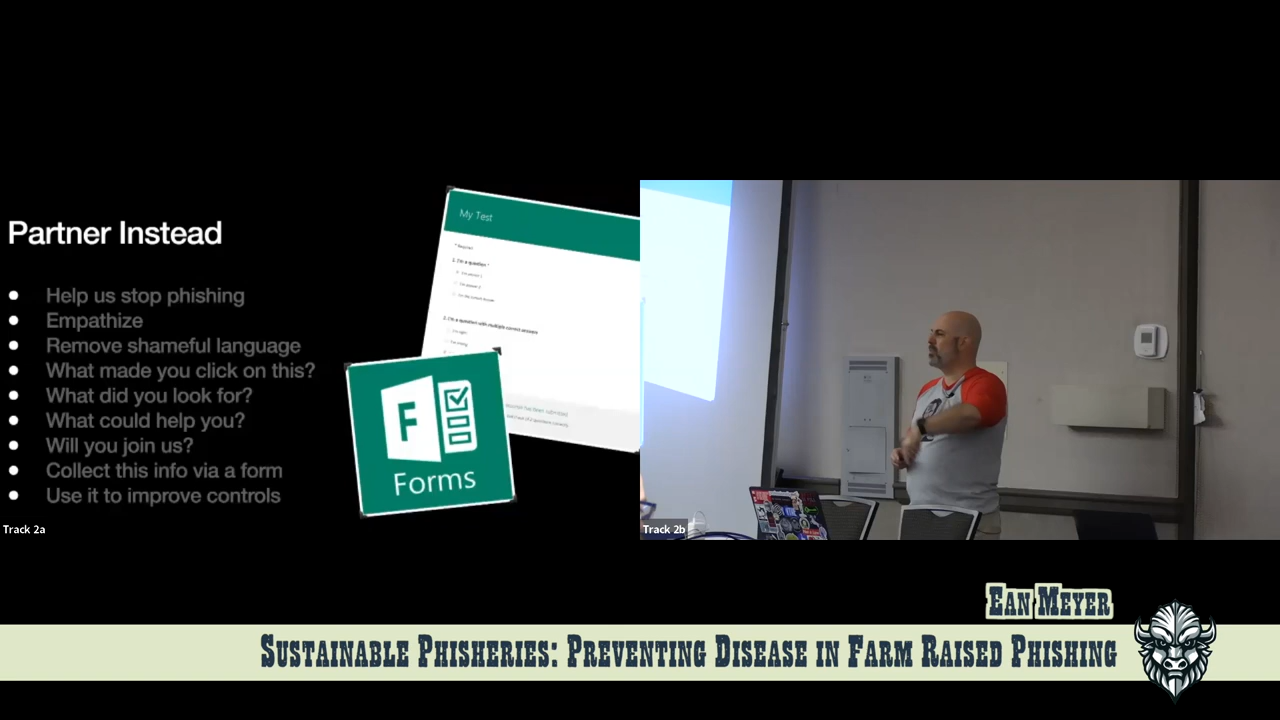 Partner Instead
Help us stop phishing
Empathize
Remove shameful language
What made you click on this?
What did you look for?
What could help you?
Will you join us?
Collect this info via a form
Use it to improve controls
My Test
F
Forms
Track 2a
Track 2b
Ean Meyer
Sustainable Phisheries: Preventing Disease in Farm Raised Phishing